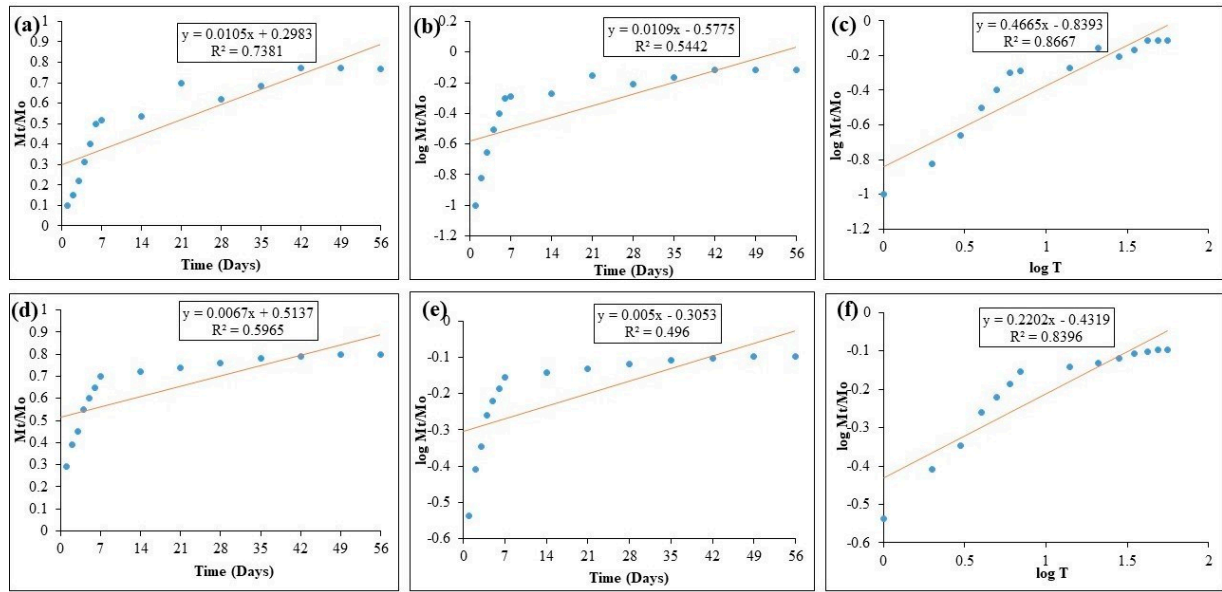 (a)
y = 0.0105x + 0.2983
R² = 0.7381
Mt/Mo
1
0.9
0.8
0.7
0.6
0.5
0.4
0.3
0.2
0.1
0
0 7 14 21 28 35 42 49 56
Time (Days)
(b)
y = 0.0109x - 0.5775
R² = 0.5442
log Mt/Mo
0.2
-0
-0.2
-0.4
-0.6
-0.8
-1
-1.2
0 7 14 21 28 35 42 49 56
Time (Days)
(c)
y = 0.4665x - 0.8393
R² = 0.8667
log Mt/Mo
-0
-0.2
-0.4
-0.6
-0.8
-1
-1.2
0 0.5 1 1.5 2
log T
(d)
y = 0.0067x + 0.5137
R² = 0.5965
Mt/Mo
1
0.9
0.8
0.7
0.6
0.5
0.4
0.3
0.2
0.1
0
0 7 14 21 28 35 42 49 56
Time (Days)
(e)
y = 0.005x - 0.3053
R² = 0.496
log Mt/Mo
-0
-0.1
-0.2
-0.3
-0.4
-0.5
-0.6
0 7 14 21 28 35 42 49 56
Time (Days)
(f)
y = 0.2202x - 0.4319
R² = 0.8396
log Mt/Mo
-0
-0.1
-0.2
-0.3
-0.4
-0.5
-0.6
0 0.5 1 1.5 2
log T